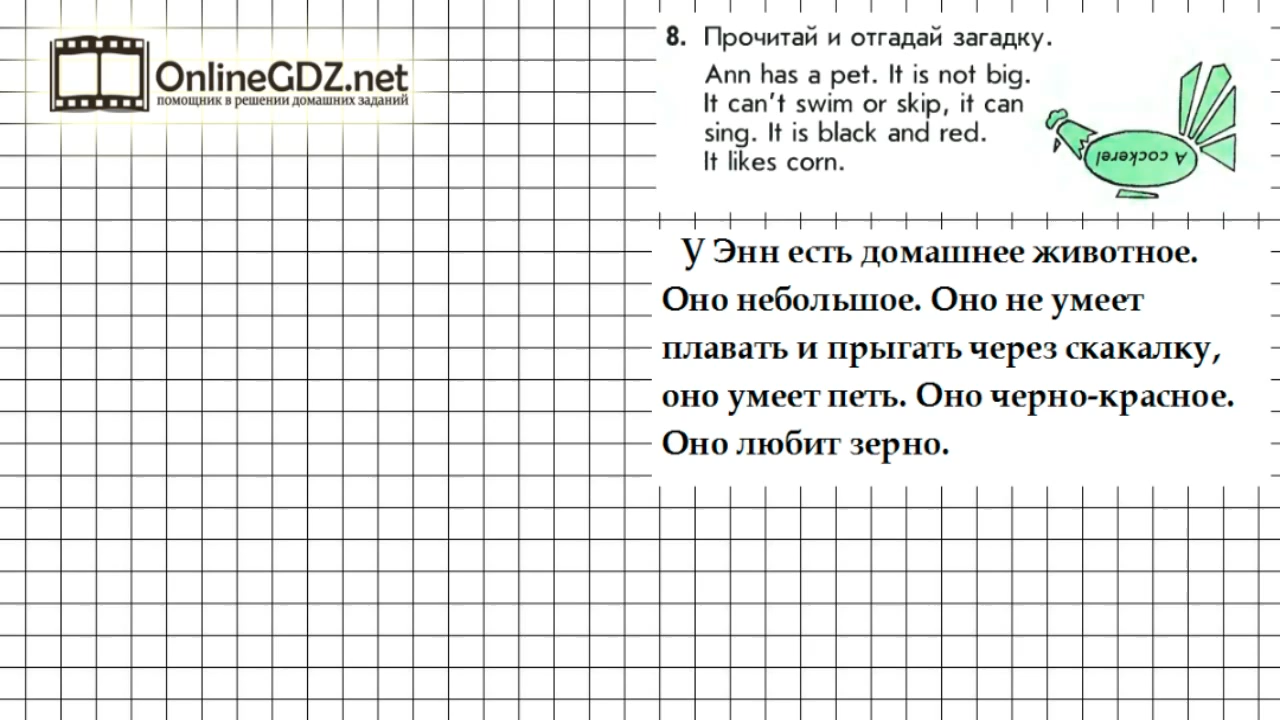 OnlineGDZ.net
помощник в решении домашних заданий
8. Прочитай и отгадай загадку.
Ann has a pet. It is not big.
It can't swim or skip, it can
sing. It is black and red.
It likes corn.
A cockerel
У Энн есть домашнее животное.
Оно небольшое. Оно не умеет
плавать и прыгать через скакалку,
оно умеет петь. Оно черно-красное.
Оно любит зерно.